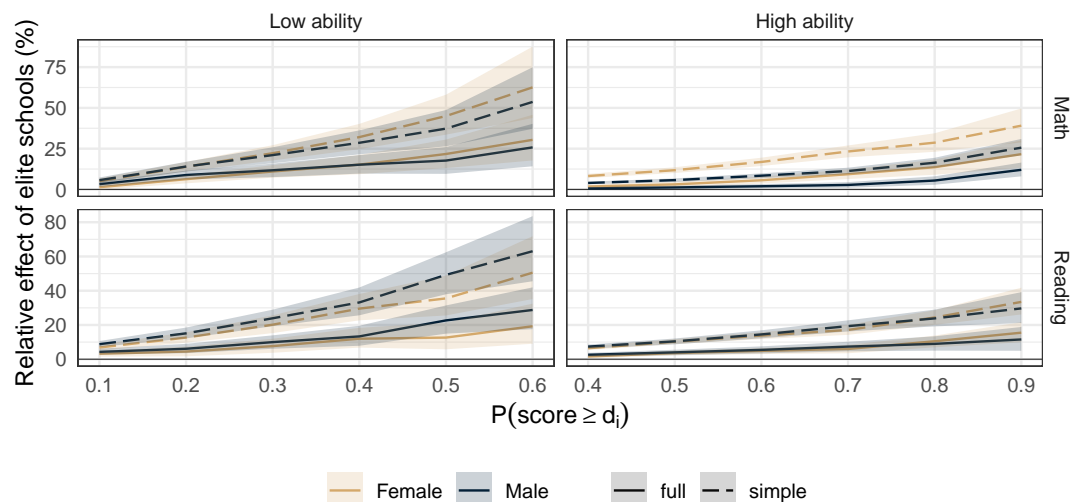 Low ability
High ability
Relative effect of elite schools (%)
75
50
25
0
Math
80
60
40
20
0
Reading
0.1 0.2 0.3 0.4 0.5 0.6
0.4 0.5 0.6 0.7 0.8 0.9
P(score ≥ dᵢ)
Female Male full simple